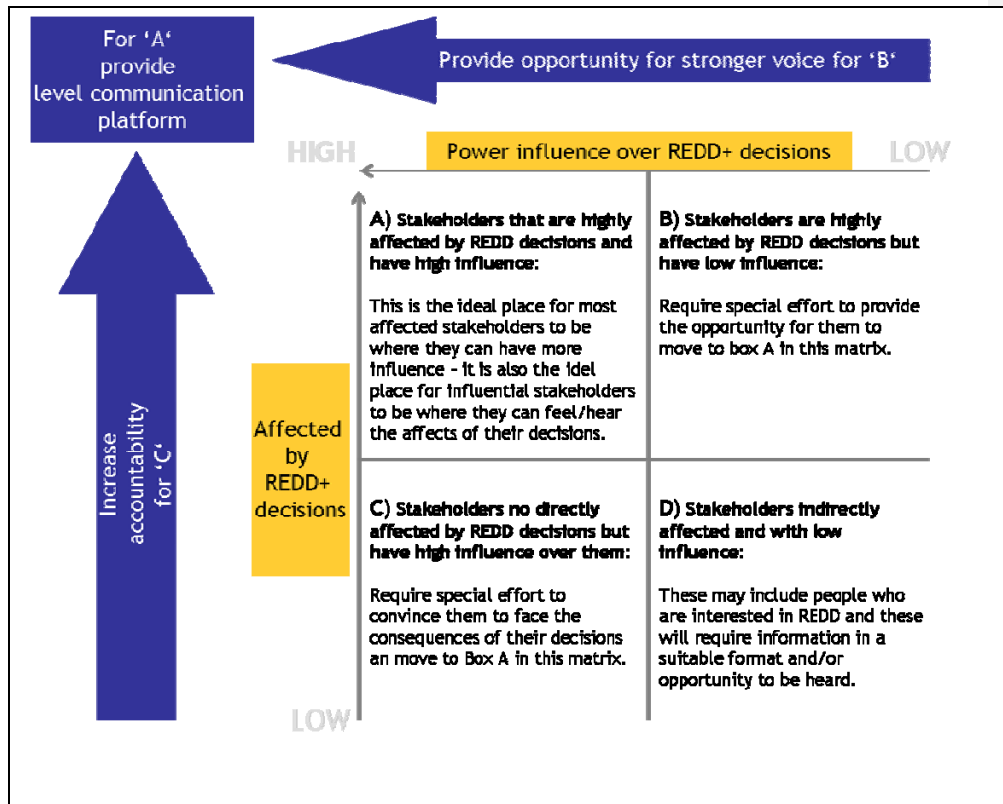 For ‘A‘
provide
level communication
platform
Provide opportunity for stronger voice for ‘B‘
HIGH
Power influence over REDD+ decisions
LOW
A) Stakeholders that are highly
affected by REDD decisions and
have high influence:
This is the ideal place for most
affected stakeholders to be
where they can have more
influence - it is also the idel
place for influential stakeholders
to be where they can feel/hear
the affects of their decisions.
B) Stakeholders are highly
affected by REDD decisions but
have low influence:
Require special effort to provide
the opportunity for them to
move to box A in this matrix.
Increase
accountability
for ‘C‘
Affected
by
REDD+
decisions
C) Stakeholders no directly
affected by REDD decisions but
have high influence over them:
Require special effort to
convince them to face the
consequences of their decisions
an move to Box A in this matrix.
D) Stakeholders indirectly
affected and with low
influence:
These may include people who
are interested in REDD and these
will require information in a
suitable format and/or
opportunity to be heard.
LOW